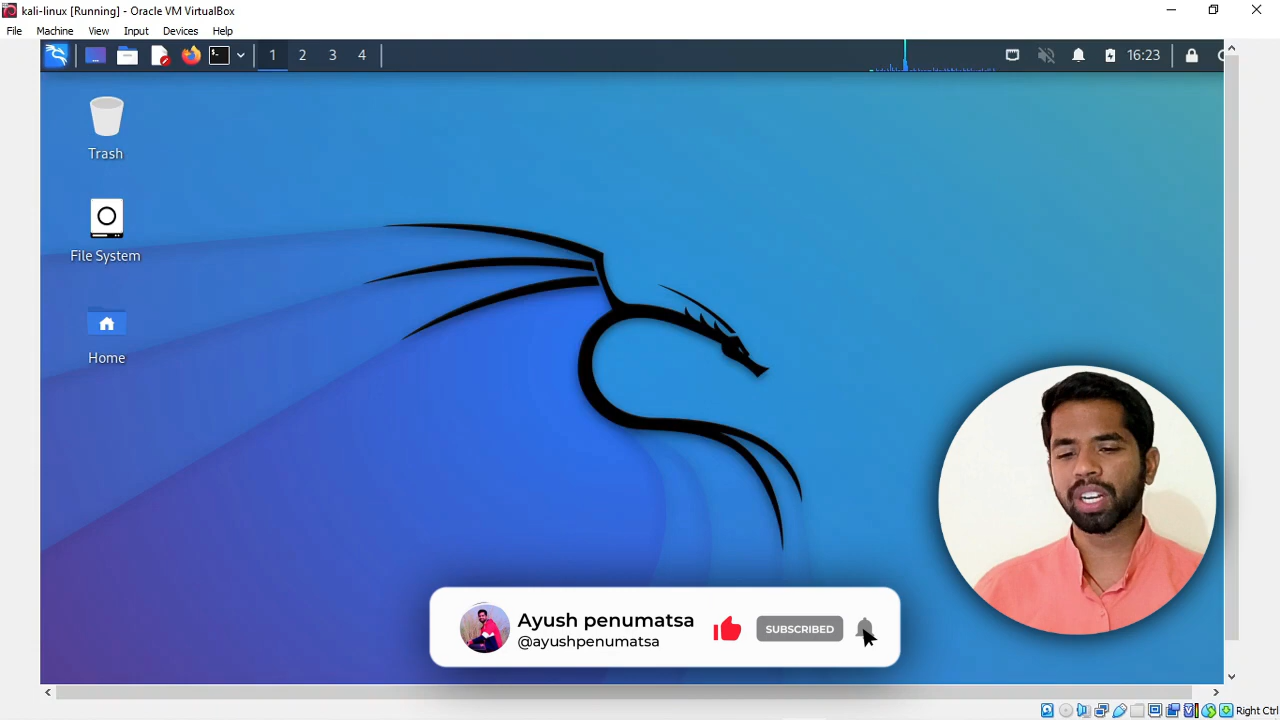 kali-linux [Running] - Oracle VM VirtualBox
File Machine View Input Devices Help
1 2 3 4 16:23
Trash
File System
Home
Ayush penumatsa
@ayushpenumatsa
SUBSCRIBED
Right Ctrl